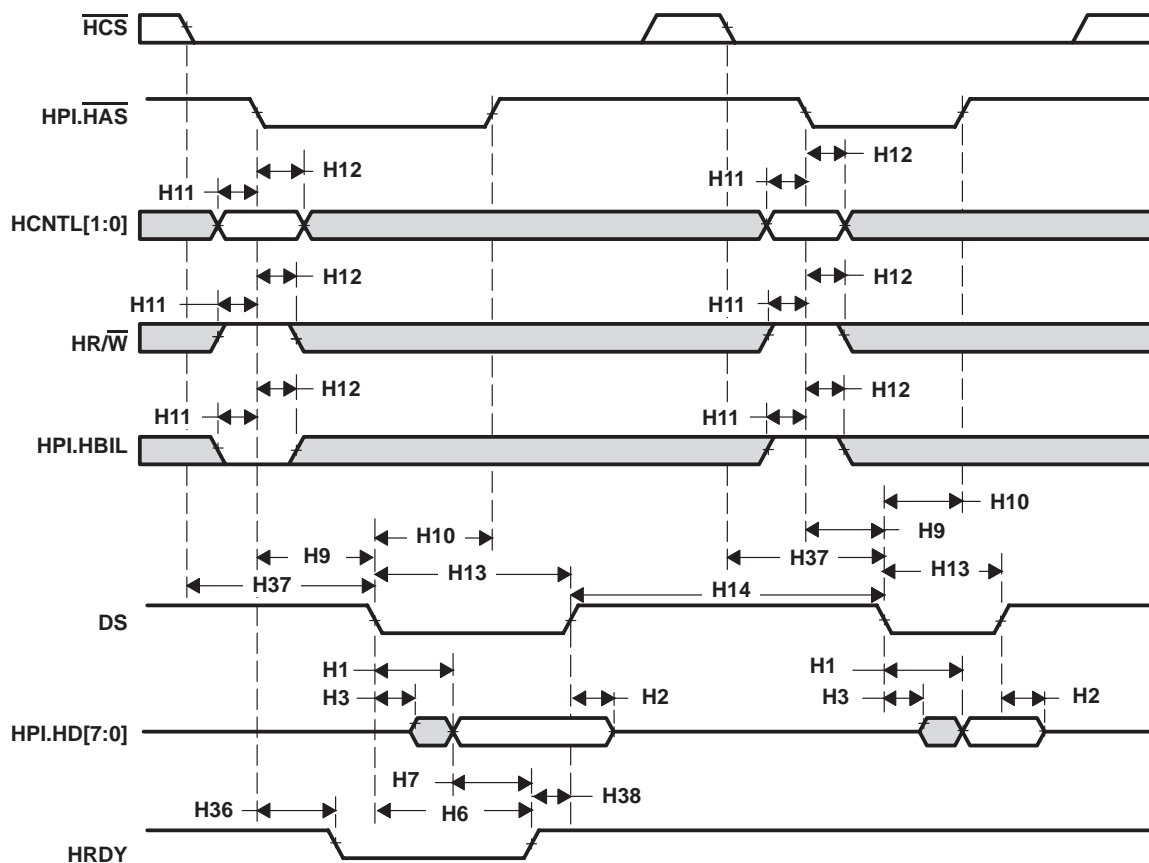 HCS
HPI.HAS
H12
H12
H11
H11
HCNTL[1:0]
H12
H12
H11
H11
HR/W
H12
H12
H11
H11
HPI.HBIL
H10
H10
H9
H9
H37
H37
H13
H13
H14
DS
H1
H1
H3
H2
H3
H2
HPI.HD[7:0]
H7
H38
H36
H6
HRDY